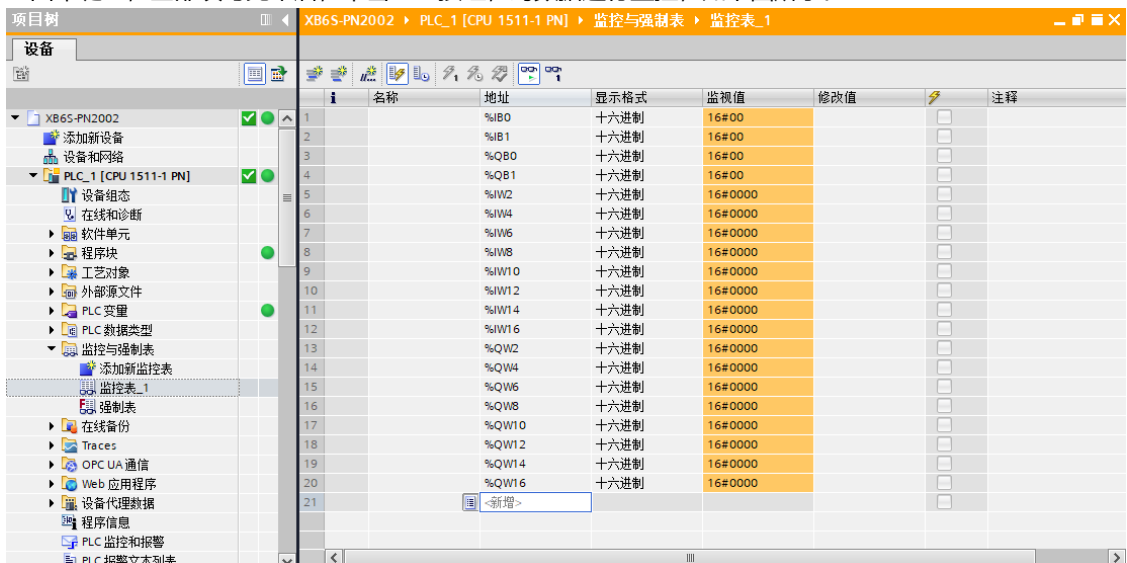 项目树 XB6S-PN2002 ▸ PLC_1 [CPU 1511-1 PN] ▸ 监控与强制表 ▸ 监控表_1
设备
i 名称 地址 显示格式 监视值 修改值 注释
XB6S-PN2002
添加新设备
设备和网络
PLC_1 [CPU 1511-1 PN]
设备组态
在线和诊断
软件单元
程序块
工艺对象
外部源文件
PLC 变量
PLC 数据类型
监控与强制表
添加新监控表
监控表_1
强制表
在线备份
Traces
OPC UA 通信
Web 应用程序
设备代理数据
程序信息
PLC 监控和报警
PLC 报警文本列表
1 %IB0 十六进制 16#00
2 %IB1 十六进制 16#00
3 %QB0 十六进制 16#00
4 %QB1 十六进制 16#00
5 %IW2 十六进制 16#0000
6 %IW4 十六进制 16#0000
7 %IW6 十六进制 16#0000
8 %IW8 十六进制 16#0000
9 %IW10 十六进制 16#0000
10 %IW12 十六进制 16#0000
11 %IW14 十六进制 16#0000
12 %IW16 十六进制 16#0000
13 %QW2 十六进制 16#0000
14 %QW4 十六进制 16#0000
15 %QW6 十六进制 16#0000
16 %QW8 十六进制 16#0000
17 %QW10 十六进制 16#0000
18 %QW12 十六进制 16#0000
19 %QW14 十六进制 16#0000
20 %QW16 十六进制 16#0000
21 <新增>